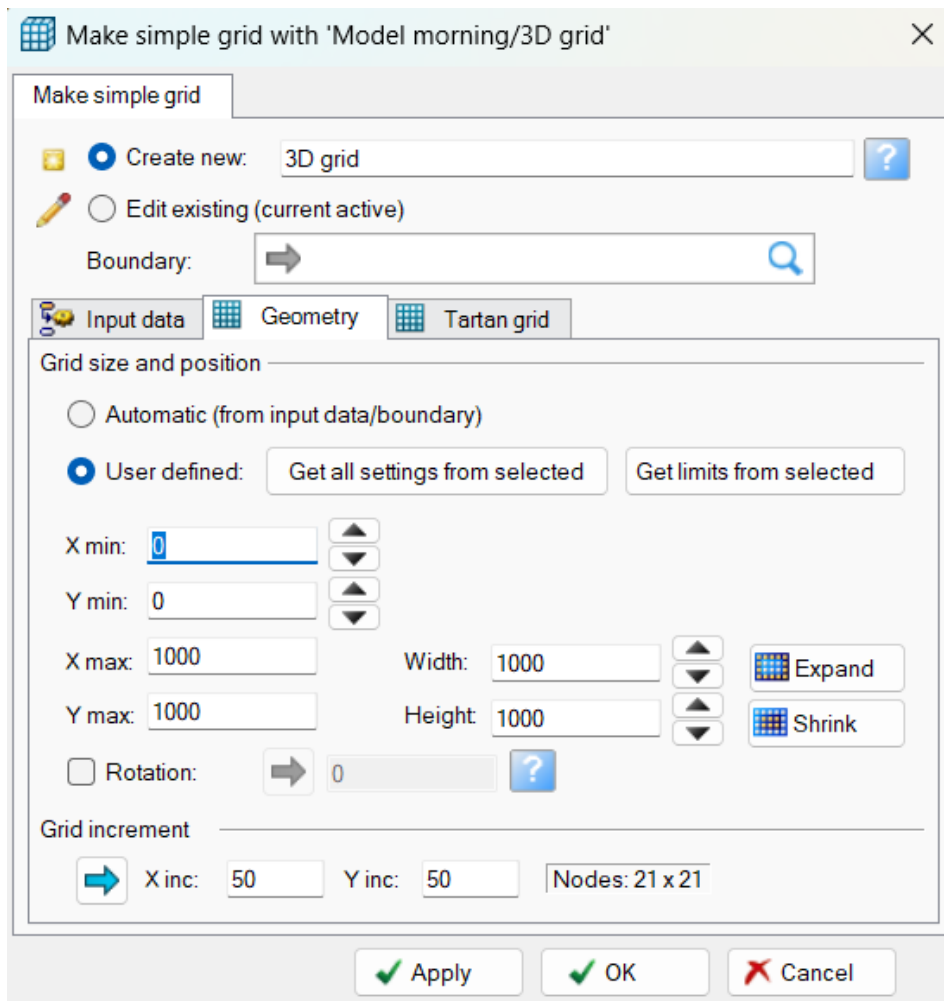 Make simple grid with 'Model morning/3D grid'
Make simple grid
Create new: 3D grid ?
Edit existing (current active)
Boundary:
Input data Geometry Tartan grid
Grid size and position
Automatic (from input data/boundary)
User defined: Get all settings from selected Get limits from selected
X min: 0
Y min: 0
X max: 1000 Width: 1000 Expand
Y max: 1000 Height: 1000 Shrink
Rotation: 0 ?
Grid increment
X inc: 50 Y inc: 50 Nodes: 21 x 21
Apply OK Cancel